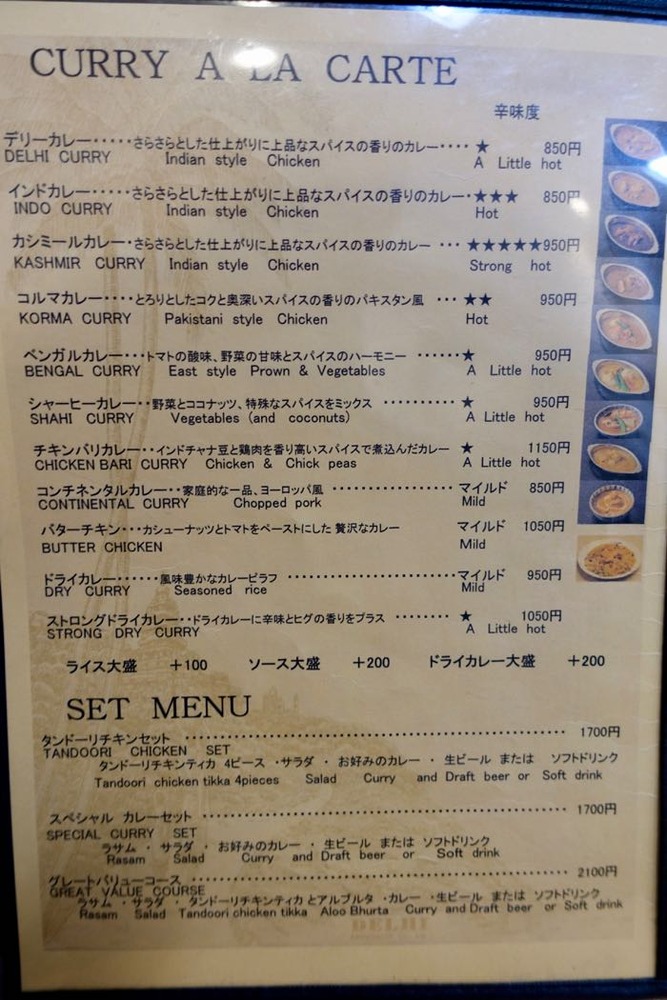 CURRY A LA CARTE
辛味度
デリーカレー・・・・・さらさらとした仕上がりに上品なスパイスの香りのカレー・・・・ ★ 850円
DELHI CURRY Indian style Chicken A Little hot
インドカレー・・・・・さらさらとした仕上がりに上品なスパイスの香りのカレー・★★★ 850円
INDO CURRY Indian style Chicken Hot
カシミールカレー・さらさらとした仕上がりに上品なスパイスの香りのカレー ・・・ ★★★★★950円
KASHMIR CURRY Indian style Chicken Strong hot
コルマカレー・・・・とろりとしたコクと奥深いスパイスの香りのパキスタン風 ・・・ ★★ 950円
KORMA CURRY Pakistani style Chicken Hot
ベンガルカレー・・・トマトの酸味、野菜の甘味とスパイスのハーモニー ・・・・・・★ 950円
BENGAL CURRY East style Prown & Vegetables A Little hot
シャーヒーカレー・・野菜とココナッツ、特殊なスパイスをミックス ・・・・・・・・・・ ★ 950円
SHAHI CURRY Vegetables (and coconuts) A Little hot
チキンバリカレー・・インドチャナ豆と鶏肉を香り高いスパイスで煮込んだカレー ★ 1150円
CHICKEN BARI CURRY Chicken & Chick peas A Little hot
コンチネンタルカレー・・家庭的な一品、ヨーロッパ風 ・・・・・・・・・・・・・・・・・ マイルド 850円
CONTINENTAL CURRY Chopped pork Mild
バターチキン・・・カシューナッツとトマトをペーストにした 贅沢なカレー マイルド 1050円
BUTTER CHICKEN Mild
ドライカレー・・・・・・風味豊かなカレーピラフ ・・・・・・・・・・・・・・・・・・・・・・・・マイルド 950円
DRY CURRY Seasoned rice Mild
ストロングドライカレー・・ドライカレーに辛味とヒグの香りをプラス ・・・・・・・・ ★ 1050円
STRONG DRY CURRY A Little hot
ライス大盛 +100 ソース大盛 +200 ドライカレー大盛 +200
SET MENU
タンドーリチキンセット ・・・・・・・・・・・・・・・・・・・・・・・・・・・・・・・・・・・・・・・・・・・・・・・・ 1700円
TANDOORI CHICKEN SET
タンドーリチキンティカ 4ピース ・サラダ ・ お好みのカレー ・ 生ビール または ソフトドリンク
Tandoori chicken tikka 4pieces Salad Curry and Draft beer or Soft drink
スペシャル カレーセット ・・・・・・・・・・・・・・・・・・・・・・・・・・・・・・・・・・・・・・・・・・・・・・ 1700円
SPECIAL CURRY SET
ラサム ・ サラダ ・ お好みのカレー ・ 生ビール または ソフトドリンク
Rasam Salad Curry and Draft beer or Soft drink
グレートバリューコース ・・・・・・・・・・・・・・・・・・・・・・・・・・・・・・・・・・・・・・・・・・・・・・・・ 2100円
GREAT VALUE COURSE
ラサム ・サラダ ・ タンドーリチキンティカ とアルブルタ ・カレー ・生ビール または ソフトドリンク
Rasam Salad Tandoori chicken tikka Aloo Bhurta Curry and Draft beer or Soft drink
DELHI